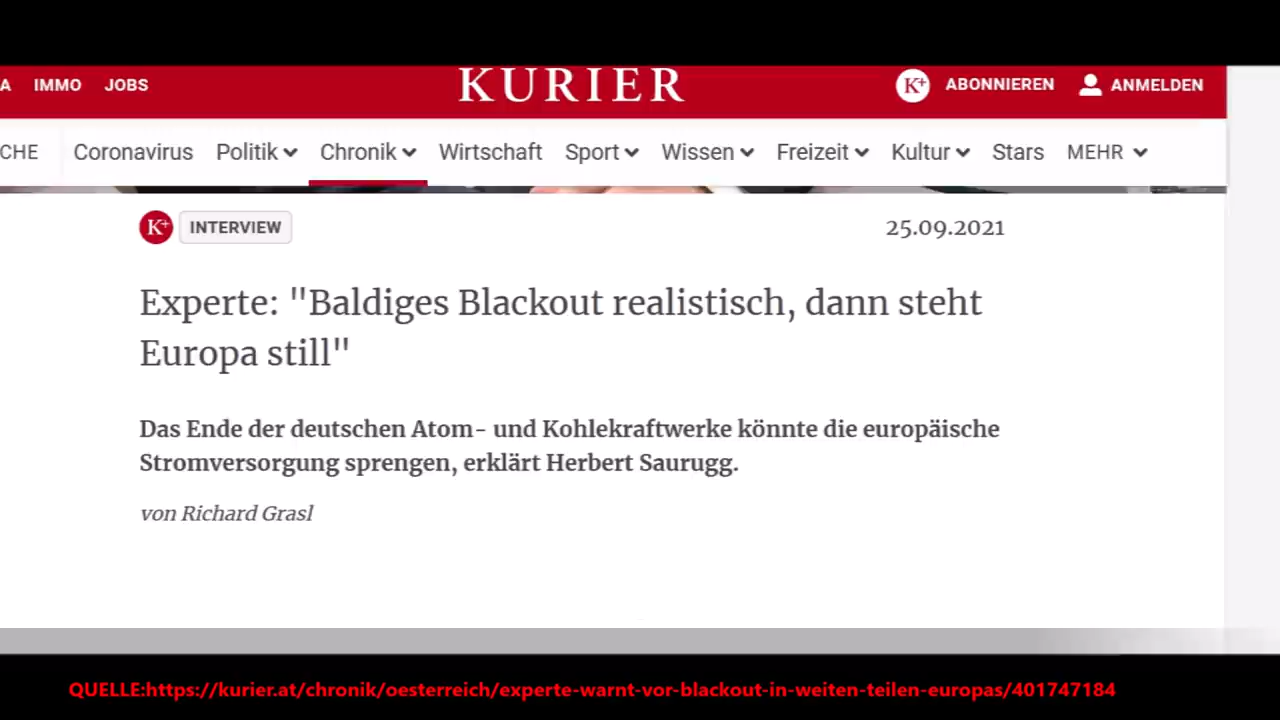 A IMMO JOBS KURIER K+ ABONNIEREN ANMELDEN
CHE Coronavirus Politik Chronik Wirtschaft Sport Wissen Freizeit Kultur Stars MEHR
K+ INTERVIEW 25.09.2021
Experte: "Baldiges Blackout realistisch, dann steht
Europa still"
Das Ende der deutschen Atom- und Kohlekraftwerke könnte die europäische
Stromversorgung sprengen, erklärt Herbert Saurugg.
von Richard Grasl
QUELLE:https://kurier.at/chronik/oesterreich/experte-warnt-vor-blackout-in-weiten-teilen-europas/401747184